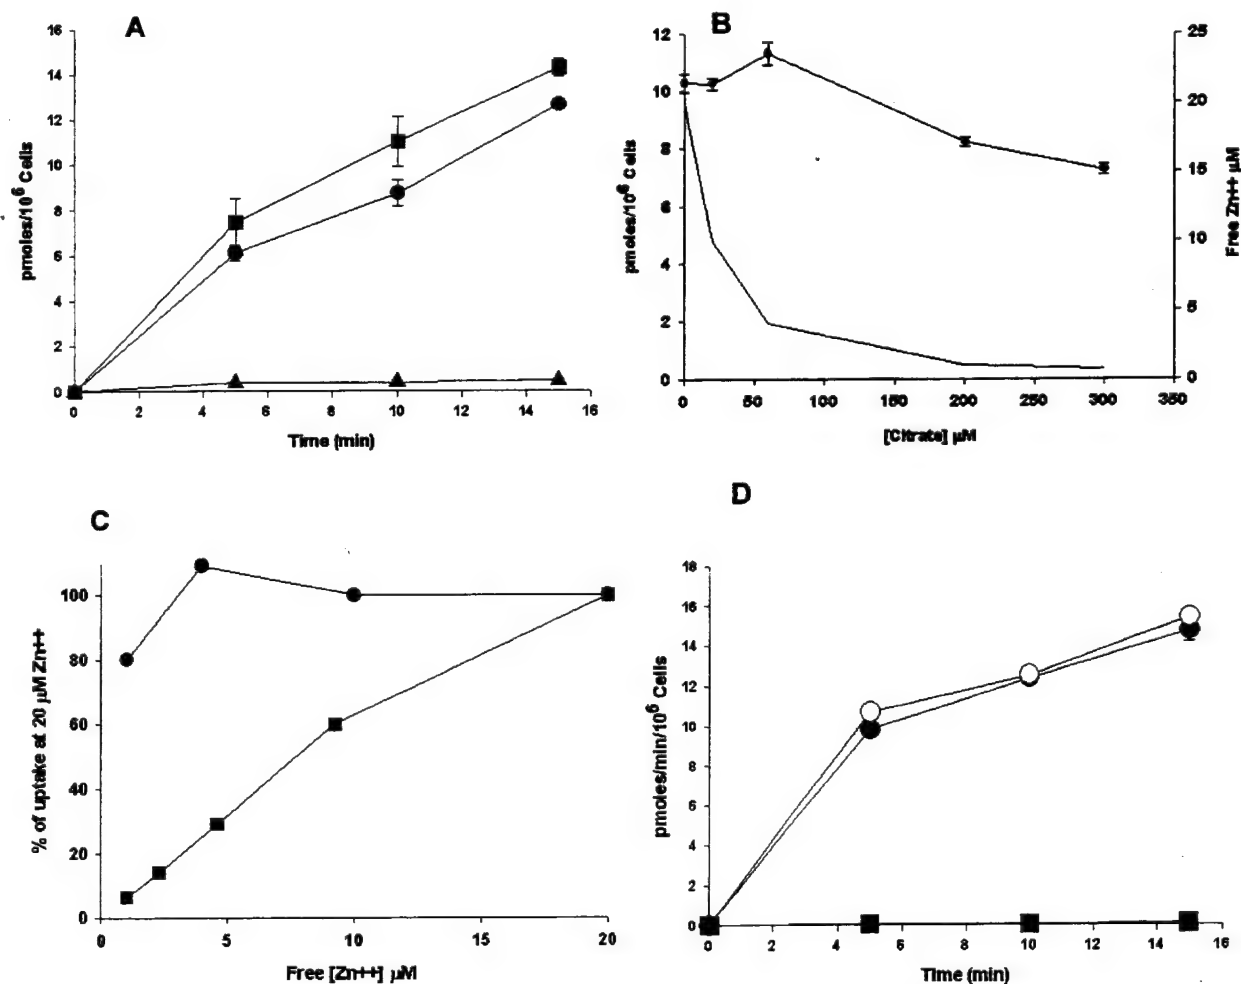 A
16
14
12
10
8
6
4
2
0
0 2 4 6 8 10 12 14 16
pmoles/10⁶ Cells
Time (min)
B
12
10
8
6
4
2
0
25
20
15
10
5
0
0 50 100 150 200 250 300 350
pmoles/10⁶ Cells
Free Zn++ µM
[Citrate] µM
C
100
80
60
40
20
0
0 5 10 15 20
% of uptake at 20 µM Zn++
Free [Zn++] µM
D
18
16
14
12
10
8
6
4
2
0
0 2 4 6 8 10 12 14 16
pmoles/min/10⁶ Cells
Time (min)